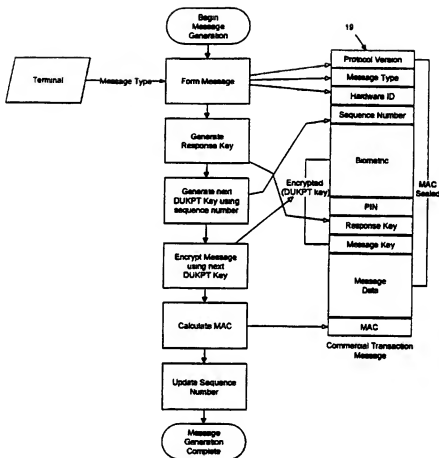 Begin
Message
Generation
Terminal
Message Type
Form Message
Generate
Response Key
Generate next
DUKPT Key using
sequence number
Encrypt Message
using next
DUKPT Key
Calculate MAC
Update Sequence
Number
Message
Generation
Complete
19
Protocol Version
Message Type
Hardware ID
Sequence Number
Biometric
PIN
Response Key
Message Key
Message
Data
MAC
Commercial Transaction
Message
Encrypted
(DUKPT key)
MAC
Sealed